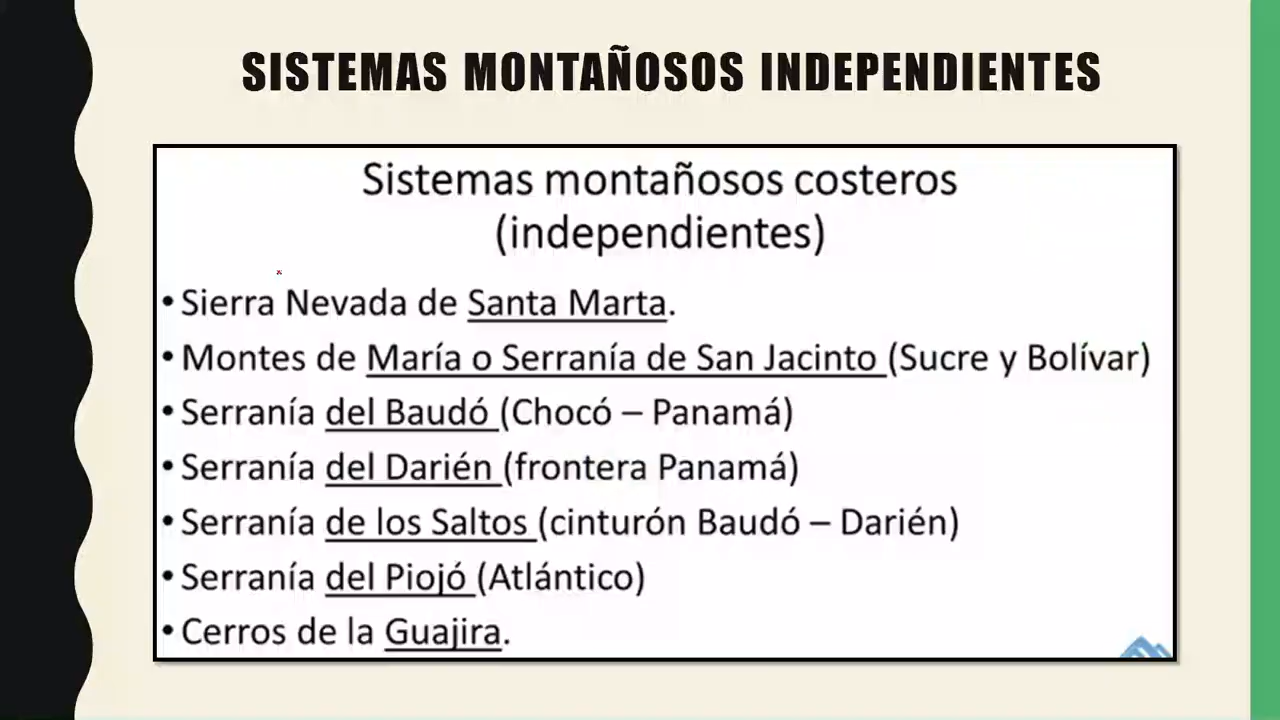 SISTEMAS MONTAÑOSOS INDEPENDIENTES
Sistemas montañosos costeros
(independientes)
• Sierra Nevada de Santa Marta.
• Montes de María o Serranía de San Jacinto (Sucre y Bolívar)
• Serranía del Baudó (Chocó – Panamá)
• Serranía del Darién (frontera Panamá)
• Serranía de los Saltos (cinturón Baudó – Darién)
• Serranía del Piojó (Atlántico)
• Cerros de la Guajira.